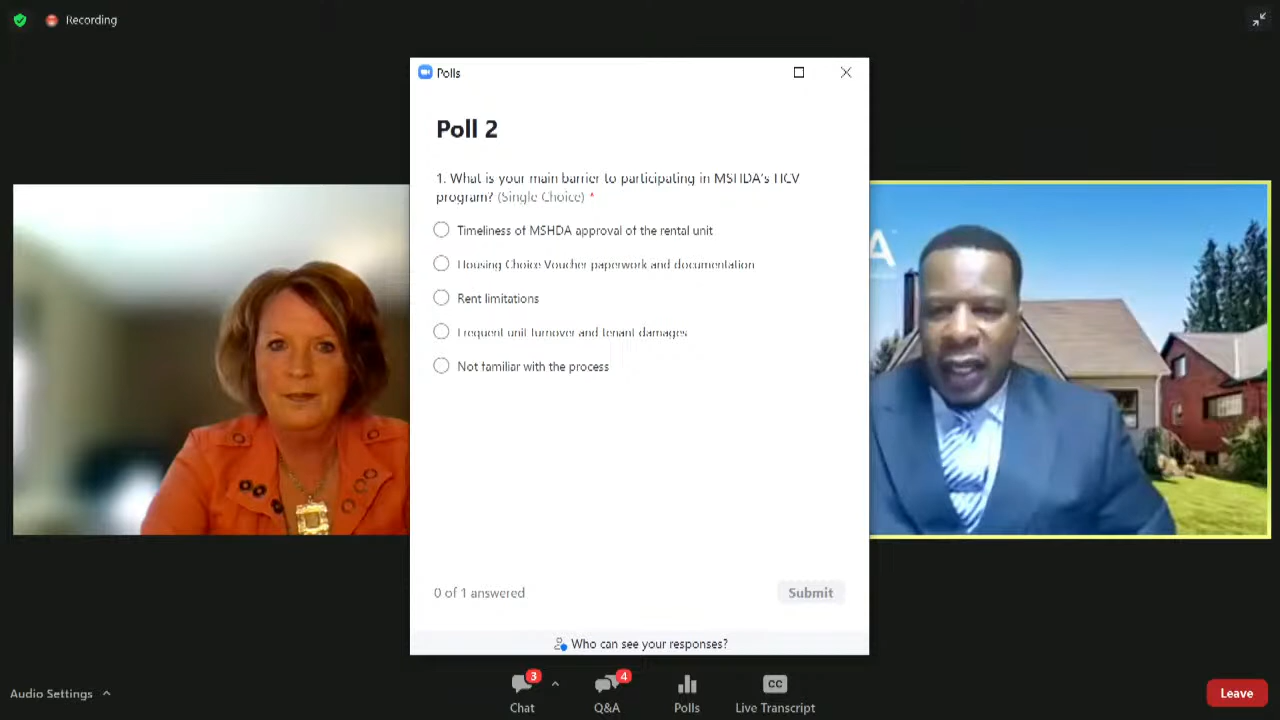 Recording
Polls
Poll 2
1. What is your main barrier to participating in MSHDA's HCV
program? (Single Choice) *
Timeliness of MSHDA approval of the rental unit
Housing Choice Voucher paperwork and documentation
Rent limitations
Frequent unit turnover and tenant damages
Not familiar with the process
0 of 1 answered
Submit
Who can see your responses?
A
Audio Settings
3
4
CC
Chat
Q&A
Polls
Live Transcript
Leave